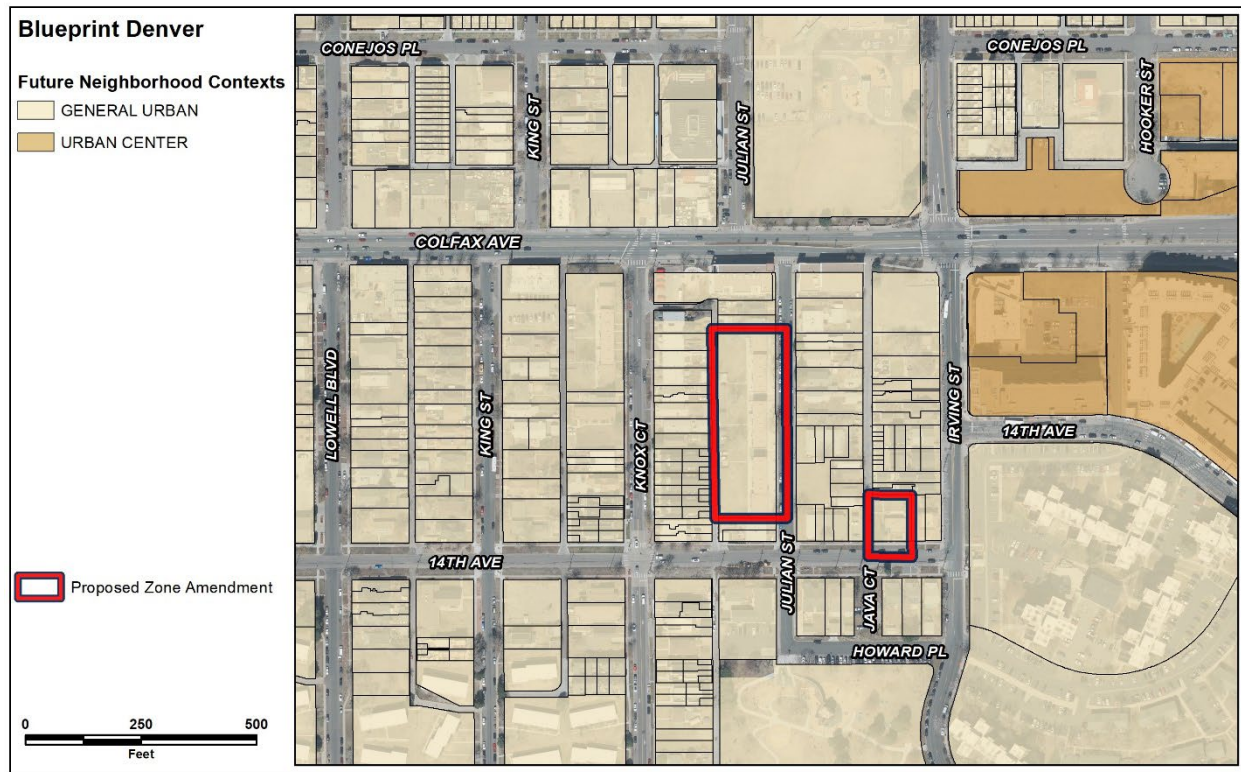 Blueprint Denver
Future Neighborhood Contexts
GENERAL URBAN
URBAN CENTER
Proposed Zone Amendment
0 250 500
Feet
CONEJOS PL
CONEJOS PL
KING ST
JULIAN ST
HOOKER ST
COLFAX AVE
LOWELL BLVD
KING ST
KNOX CT
IRVING ST
14TH AVE
14TH AVE
JULIAN ST
JAVA CT
HOWARD PL